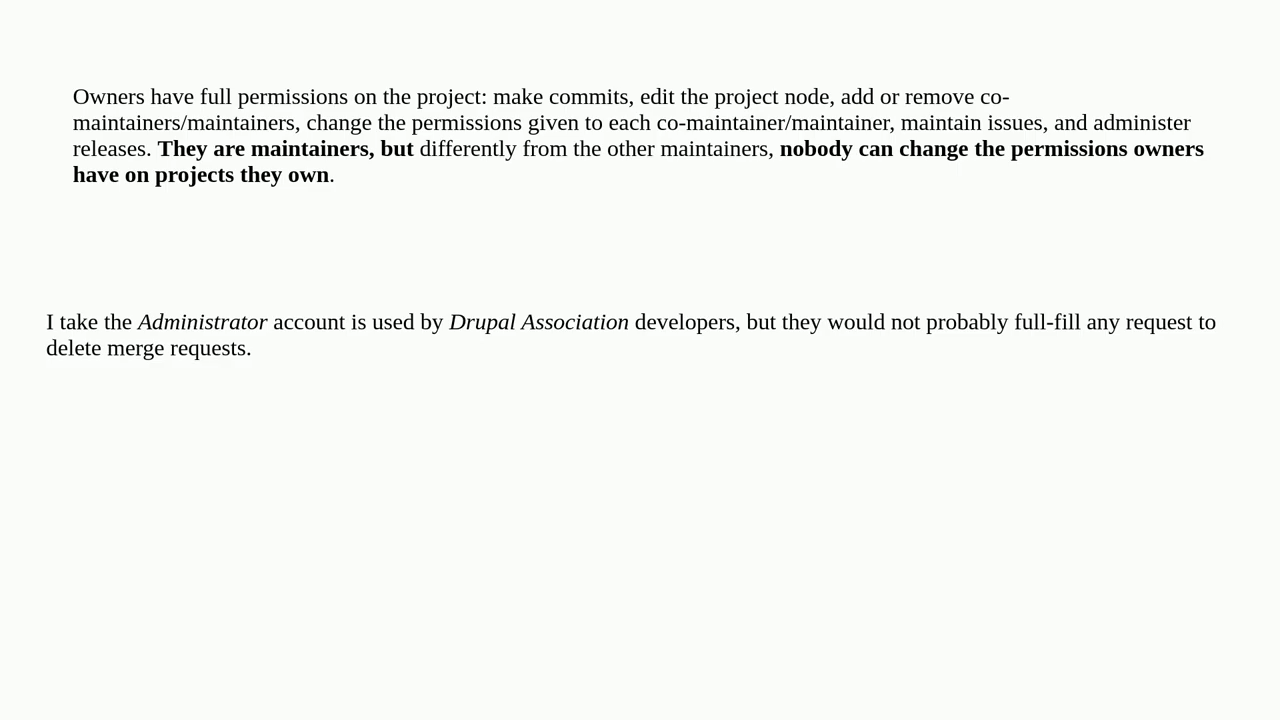 Owners have full permissions on the project: make commits, edit the project node, add or remove co-
maintainers/maintainers, change the permissions given to each co-maintainer/maintainer, maintain issues, and administer
releases. They are maintainers, but differently from the other maintainers, nobody can change the permissions owners
have on projects they own.
I take the Administrator account is used by Drupal Association developers, but they would not probably full-fill any request to
delete merge requests.